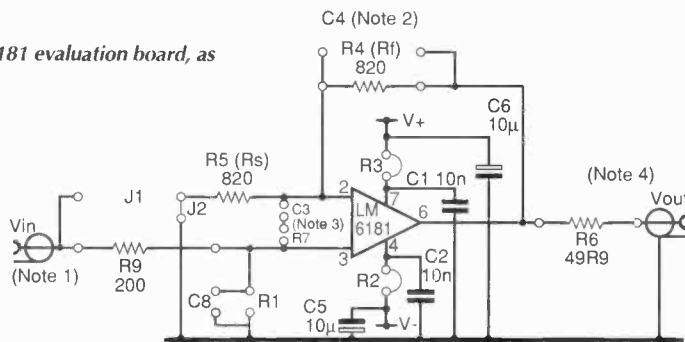 C4 (Note 2)
181 evaluation board, as
R4 (Rf)
820
C6
10µ
V+
R5 (Rs)
820
R3
C1 10n
(Note 4)
J1
J2
2
7
Vin
C3
(Note 3)
R7
LM
6181
6
Vout
3
4
(Note 1)
R9
200
C2
10n
R6
49R9
C8
R1
R2
C5
10µ
V-